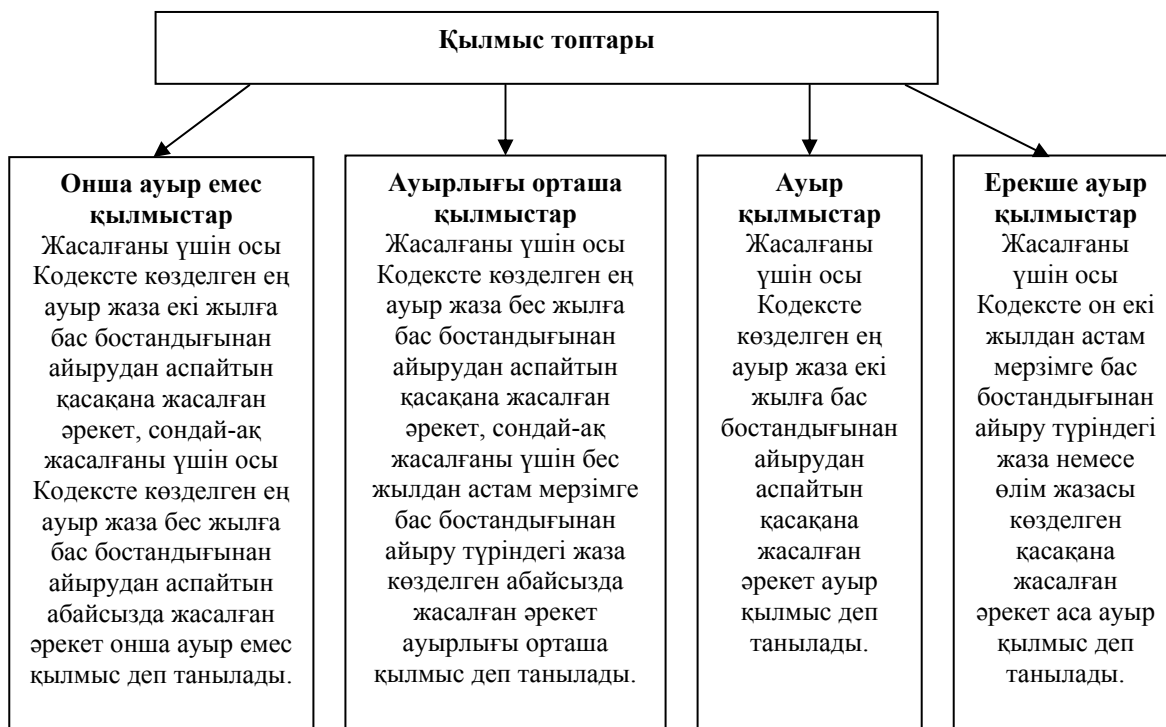 Қылмыс топтары
Онша ауыр емес
қылмыстар
Жасалғаны үшін осы
Кодексте көзделген ең
ауыр жаза екі жылға
бас бостандығынан
айырудан аспайтын
қасақана жасалған
әрекет, сондай-ақ
жасалғаны үшін осы
Кодексте көзделген ең
ауыр жаза бес жылға
бас бостандығынан
айырудан аспайтын
абайсызда жасалған
әрекет онша ауыр емес
қылмыс деп танылады.
Ауырлығы орташа
қылмыстар
Жасалғаны үшін осы
Кодексте көзделген ең
ауыр жаза бес жылға
бас бостандығынан
айырудан аспайтын
қасақана жасалған
әрекет, сондай-ақ
жасалғаны үшін бес
жылдан астам мерзімге
бас бостандығынан
айыру түріндегі жаза
көзделген абайсызда
жасалған әрекет
ауырлығы орташа
қылмыс деп танылады.
Ауыр
қылмыстар
Жасалғаны
үшін осы
Кодексте
көзделген ең
ауыр жаза екі
жылға бас
бостандығынан
айырудан
аспайтын
қасақана
жасалған
әрекет ауыр
қылмыс деп
танылады.
Ерекше ауыр
қылмыстар
Жасалғаны
үшін осы
Кодексте он екі
жылдан астам
мерзімге бас
бостандығынан
айыру түріндегі
жаза немесе
өлім жазасы
көзделген
қасақана
жасалған
әрекет аса ауыр
қылмыс деп
танылады.